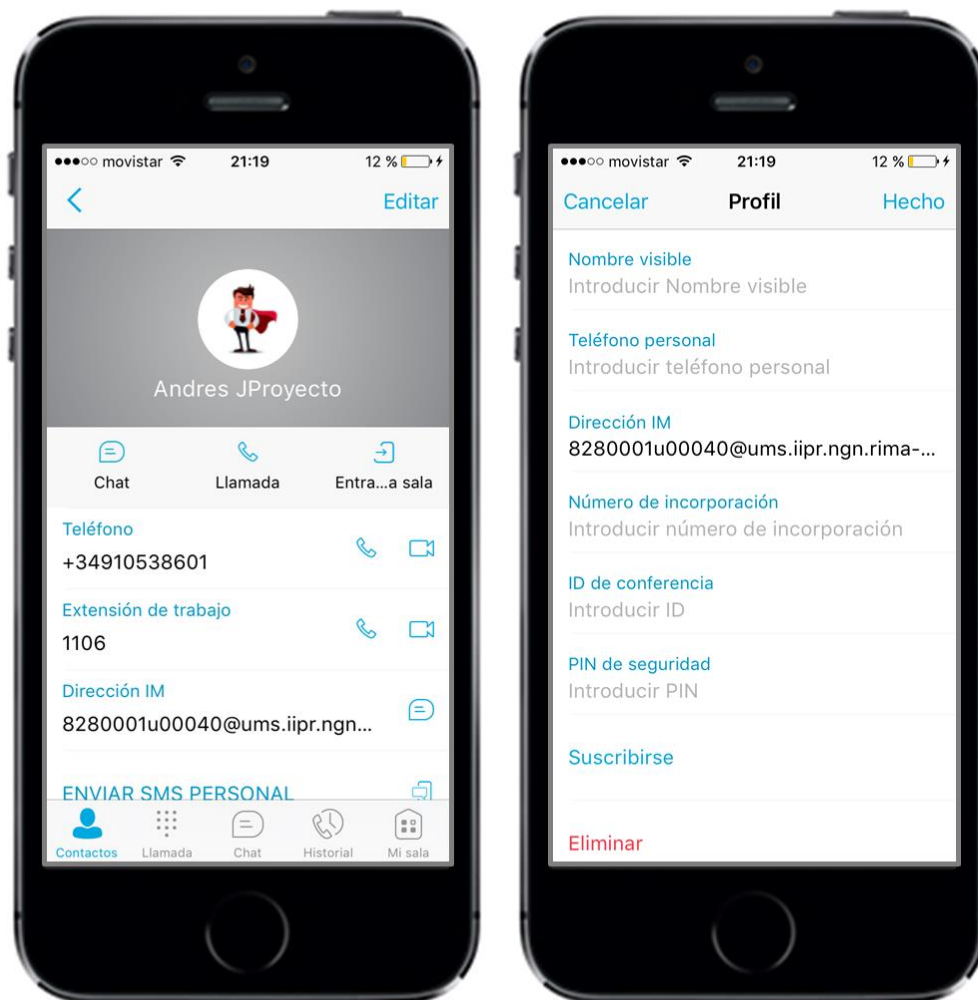 movistar 21:19 12 %
Editar
Andres JProyecto
Chat Llamada Entra...a sala
Teléfono
+34910538601
Extensión de trabajo
1106
Dirección IM
8280001u00040@ums.iipr.ngn...
ENVIAR SMS PERSONAL
Contactos Llamada Chat Historial Mi sala
movistar 21:19 12 %
Cancelar Profil Hecho
Nombre visible
Introducir Nombre visible
Teléfono personal
Introducir teléfono personal
Dirección IM
8280001u00040@ums.iipr.ngn.rima-...
Número de incorporación
Introducir número de incorporación
ID de conferencia
Introducir ID
PIN de seguridad
Introducir PIN
Suscribirse
Eliminar